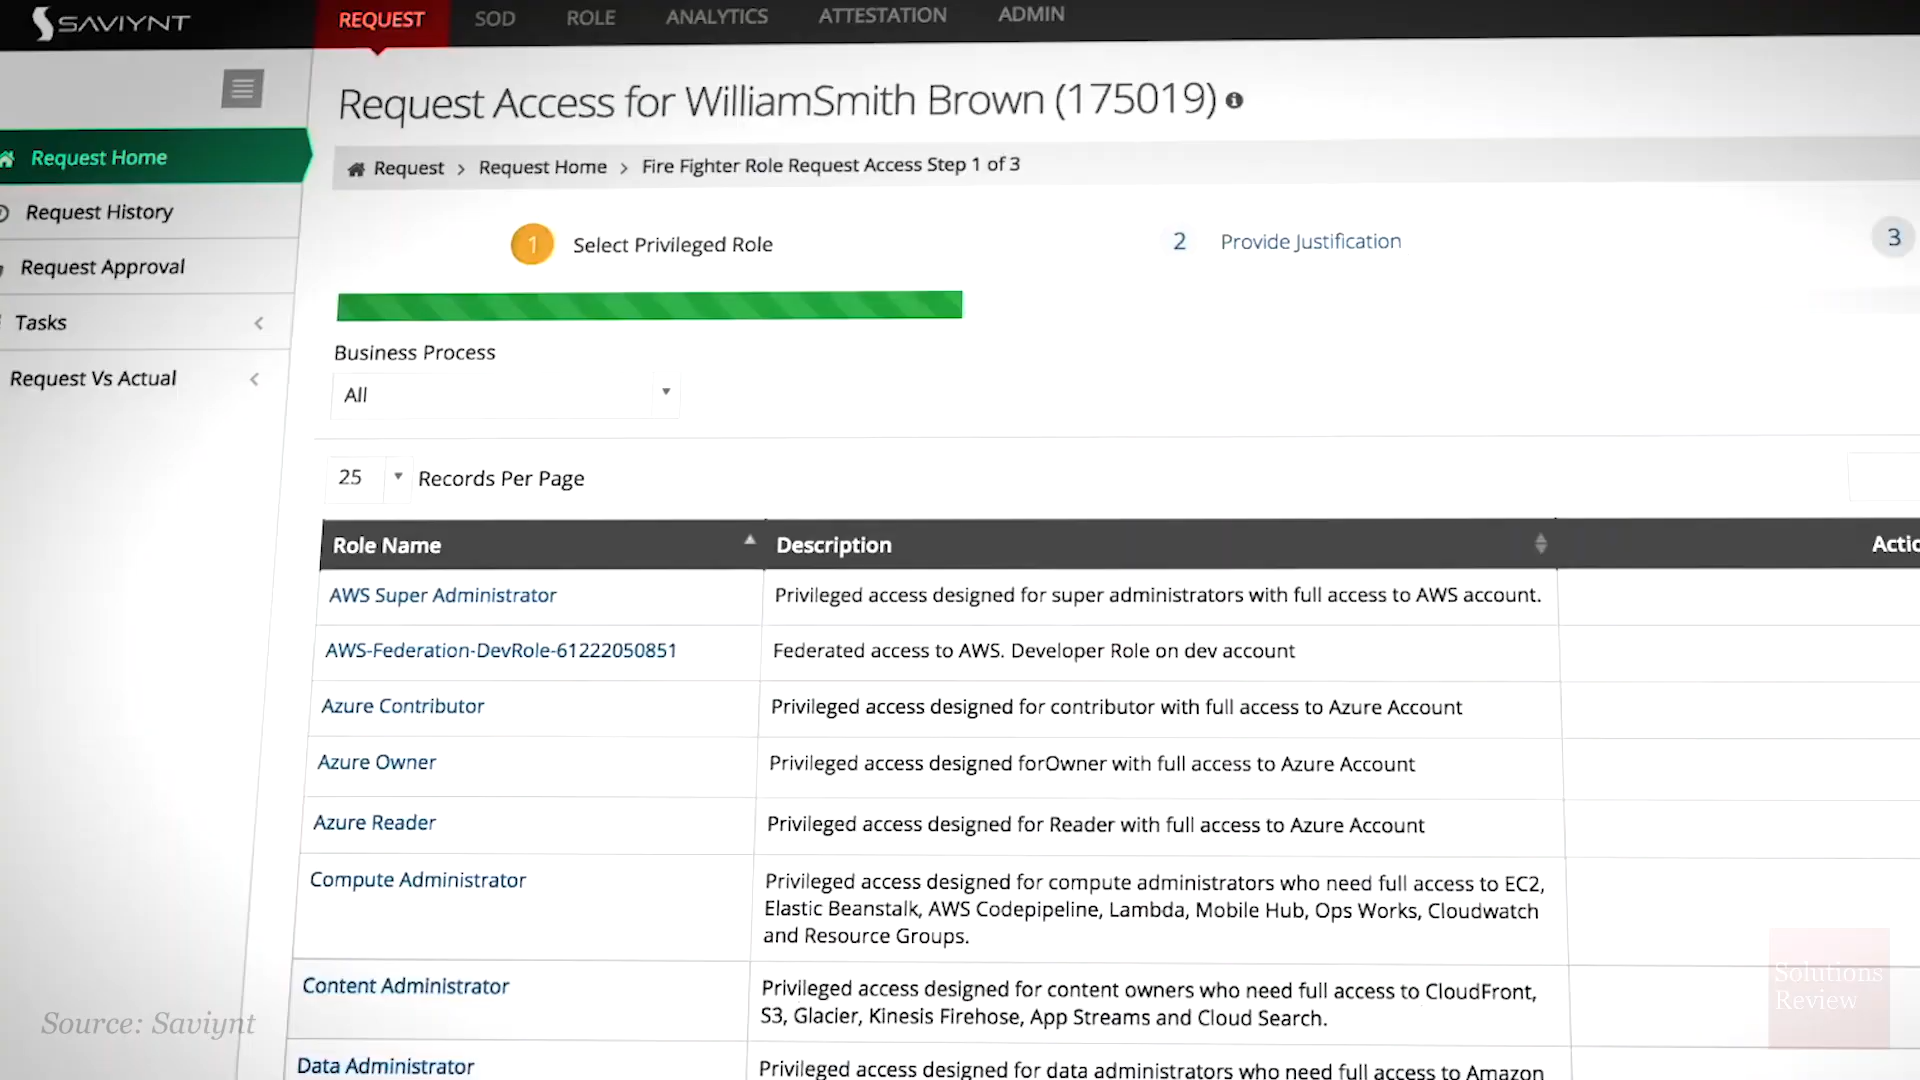 SAVIYNT
REQUEST
SOD
ROLE
ANALYTICS
ATTESTATION
ADMIN
Request Access for WilliamSmith Brown (175019)
Request Home
Request History
Request Approval
Tasks
Request Vs Actual
Request > Request Home > Fire Fighter Role Request Access Step 1 of 3
1 Select Privileged Role
2 Provide Justification
3
Business Process
All
25 Records Per Page
Role Name
Description
AWS Super Administrator
Privileged access designed for super administrators with full access to AWS account.
AWS-Federation-DevRole-61222050851
Federated access to AWS. Developer Role on dev account
Azure Contributor
Privileged access designed for contributor with full access to Azure Account
Azure Owner
Privileged access designed forOwner with full access to Azure Account
Azure Reader
Privileged access designed for Reader with full access to Azure Account
Compute Administrator
Privileged access designed for compute administrators who need full access to EC2,
Elastic Beanstalk, AWS Codepipeline, Lambda, Mobile Hub, Ops Works, Cloudwatch
and Resource Groups.
Content Administrator
Privileged access designed for content owners who need full access to CloudFront,
S3, Glacier, Kinesis Firehose, App Streams and Cloud Search.
Data Administrator
Privileged access designed for data administrators who need full access to Amazon
Source: Saviynt
Solutions
Review